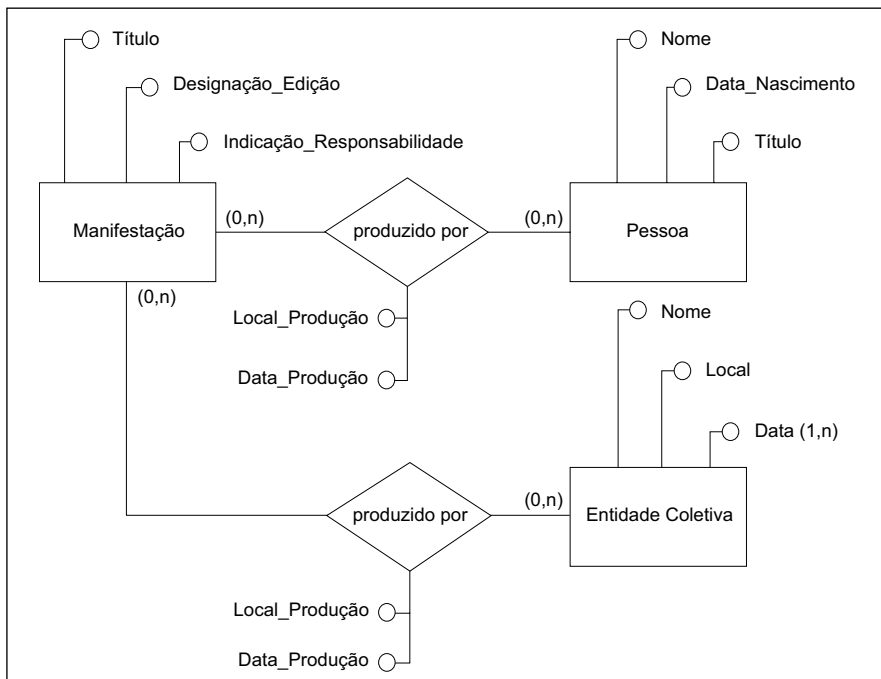 Título
Nome
Designação_Edição
Data_Nascimento
Indicação_Responsabilidade
Título
Manifestação
(0,n)
produzido por
(0,n)
Pessoa
(0,n)
Local_Produção
Data_Produção
Nome
Local
Data (1,n)
produzido por
(0,n)
Entidade Coletiva
Local_Produção
Data_Produção